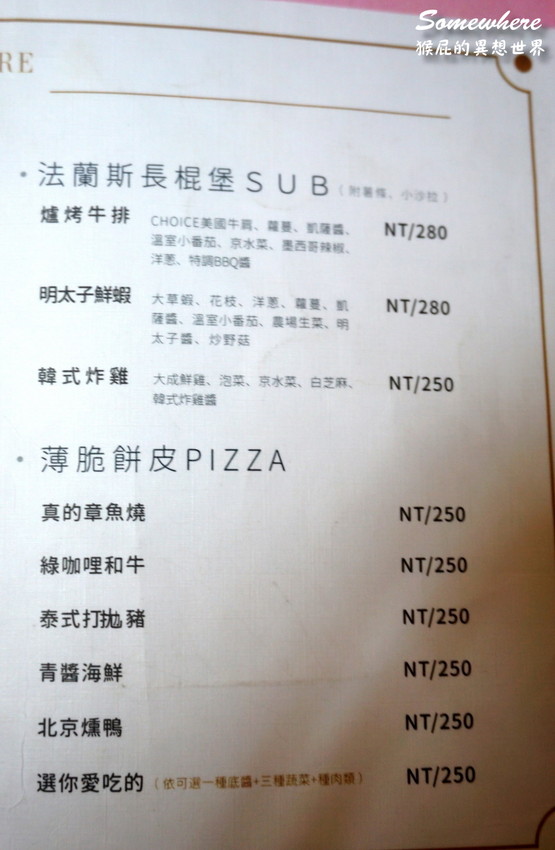 Somewhere
猴屁的異想世界
RE
法蘭斯長棍堡SUB(附薯條、小沙拉)
爐烤牛排 CHOICE美國牛肩、蘿蔓、凱薩醬、 NT/280
溫室小番茄、京水菜、墨西哥辣椒、
洋蔥、特調BBQ醬
明太子鮮蝦 大草蝦、花枝、洋蔥、蘿蔓、凱 NT/280
薩醬、溫室小番茄、農場生菜、明
太子醬、炒野菇
韓式炸雞 大成鮮雞、泡菜、京水菜、白芝麻、 NT/250
韓式炸雞醬
薄脆餅皮PIZZA
真的章魚燒 NT/250
綠咖哩和牛 NT/250
泰式打拋豬 NT/250
青醬海鮮 NT/250
北京燻鴨 NT/250
選你愛吃的(依可選一種底醬+三種蔬菜+種肉類) NT/250